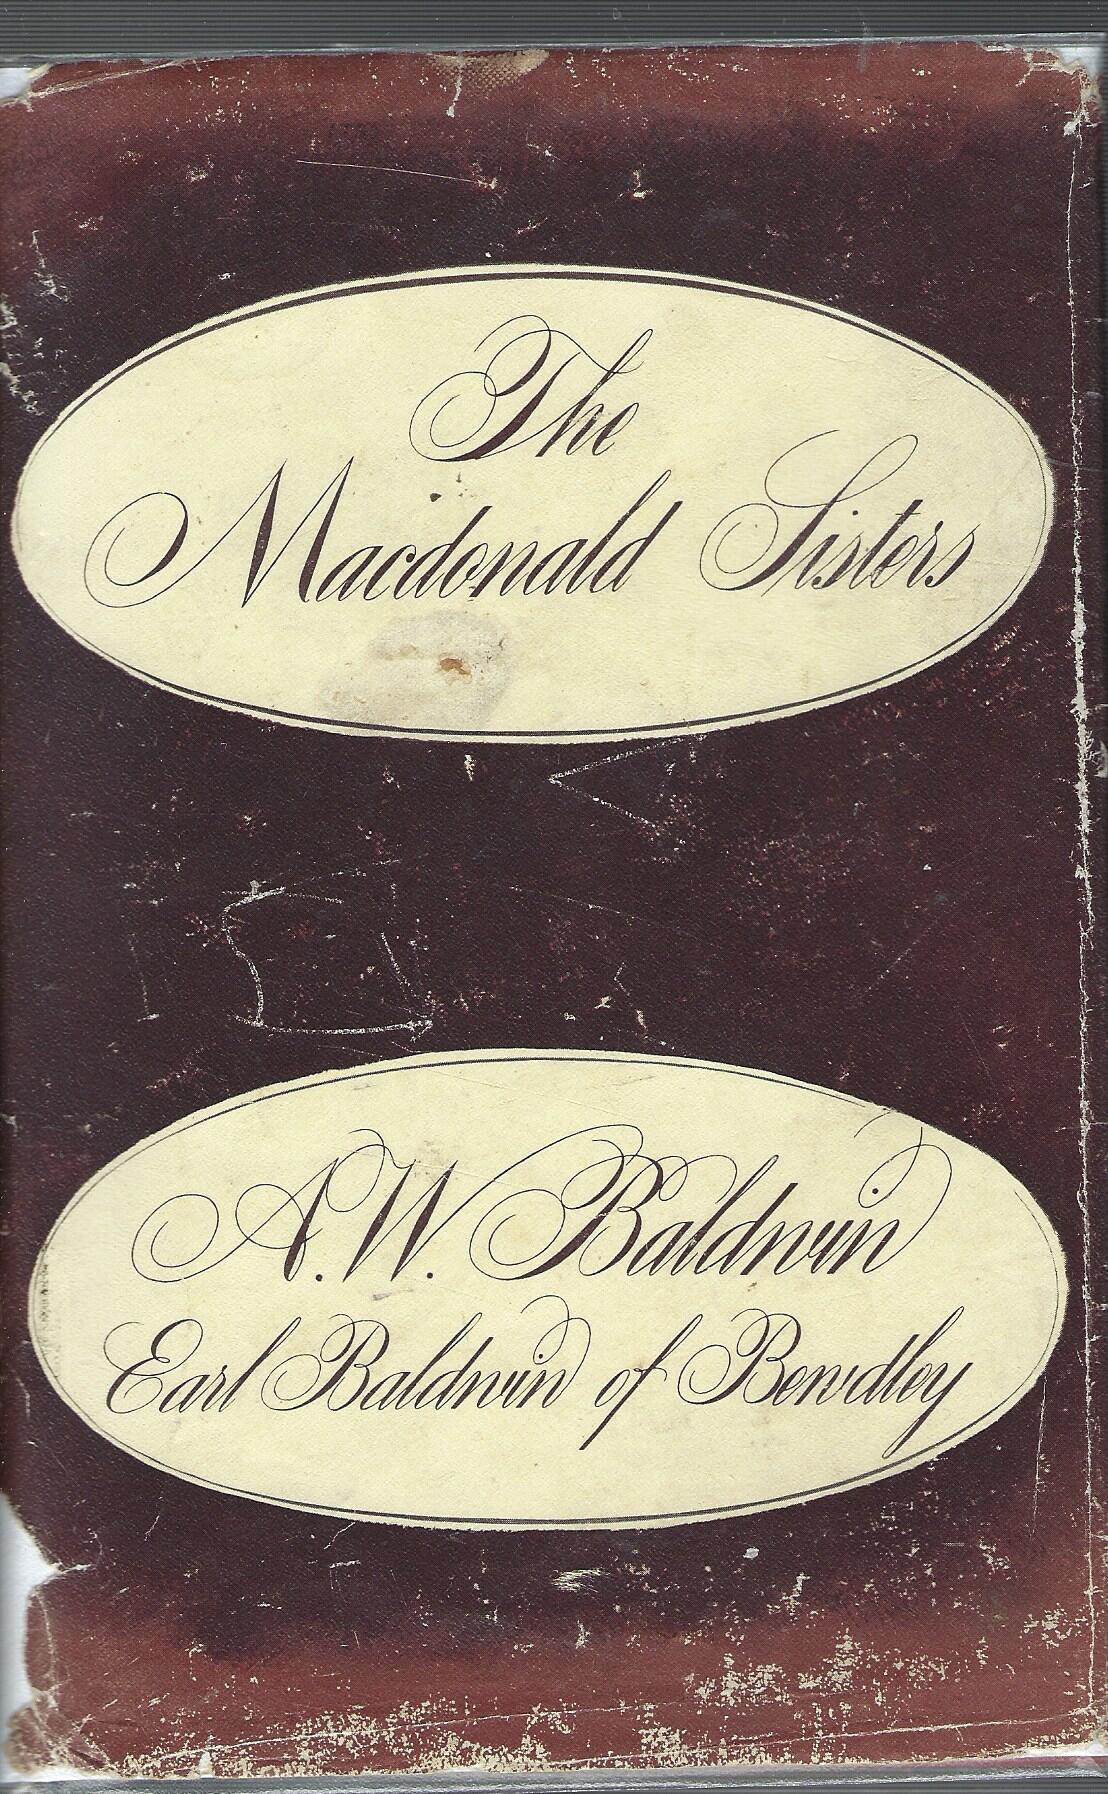 The
Macdonald Sisters
A.W. Baldwin
Earl Baldwin of Bewdley